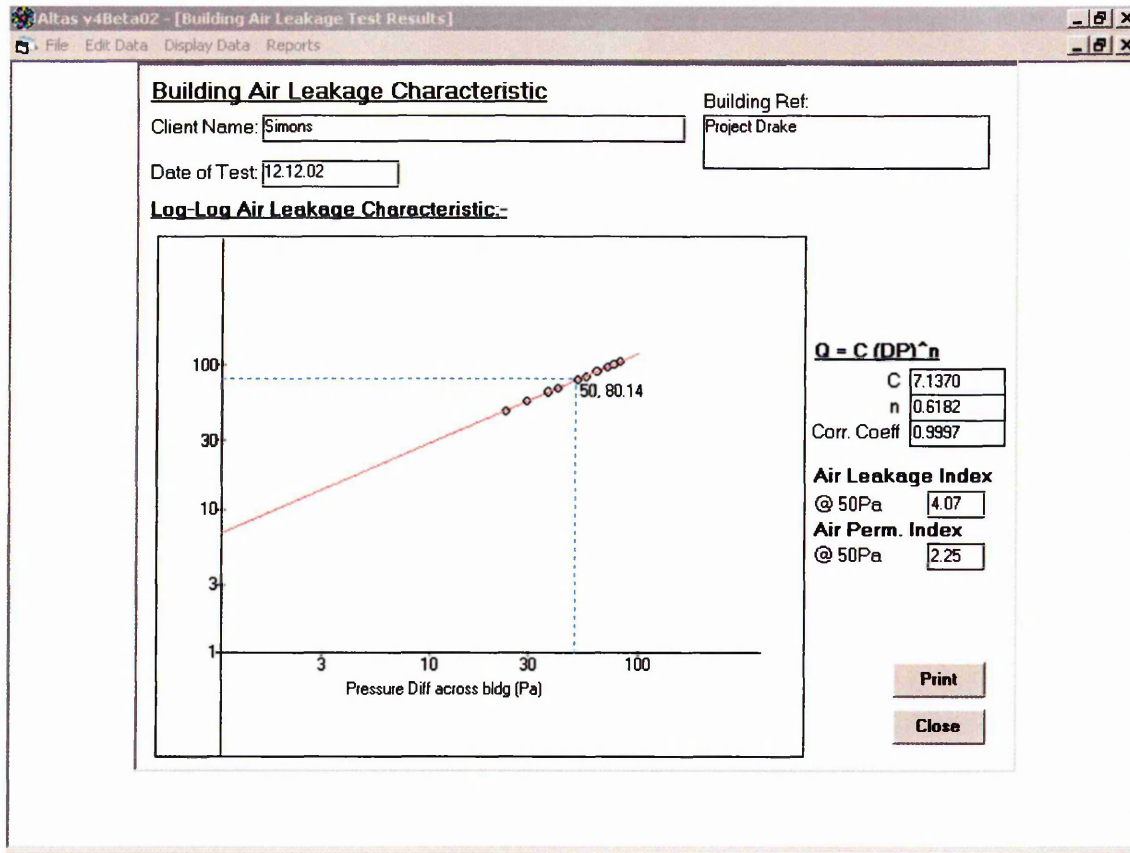 Altas v4Beta02 - [Building Air Leakage Test Results]
File Edit Data Display Data Reports
Building Air Leakage Characteristic
Client Name: Simons
Building Ref:
Project Drake
Date of Test: 12.12.02
Log-Log Air Leakage Characteristic:-
100
30
10
3
1
50, 80.14
3 10 30 100
Pressure Diff across bldg (Pa)
Q = C (DP)^n
C 7.1370
n 0.6182
Corr. Coeff 0.9997
Air Leakage Index
@ 50Pa 4.07
Air Perm. Index
@ 50Pa 2.25
Print
Close